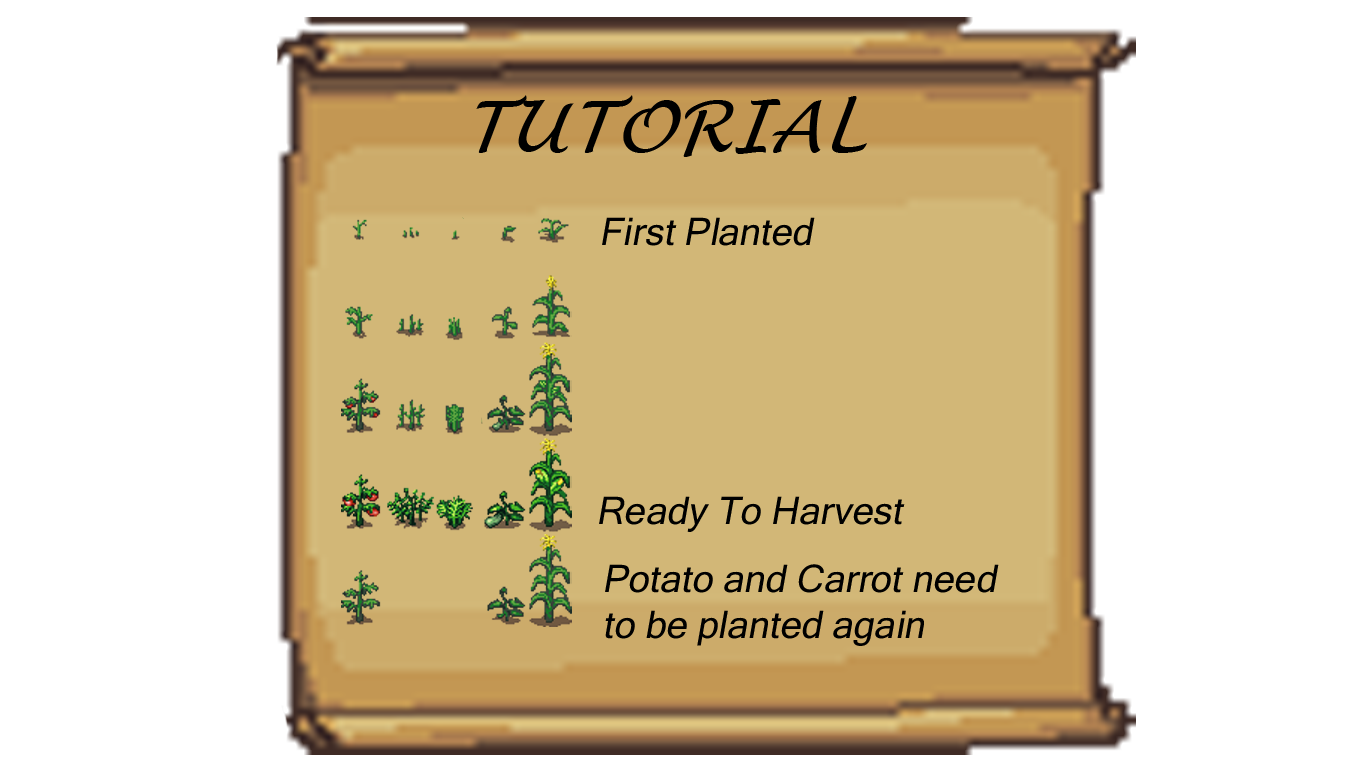 TUTORIAL
First Planted
Ready To Harvest
Potato and Carrot need
to be planted again